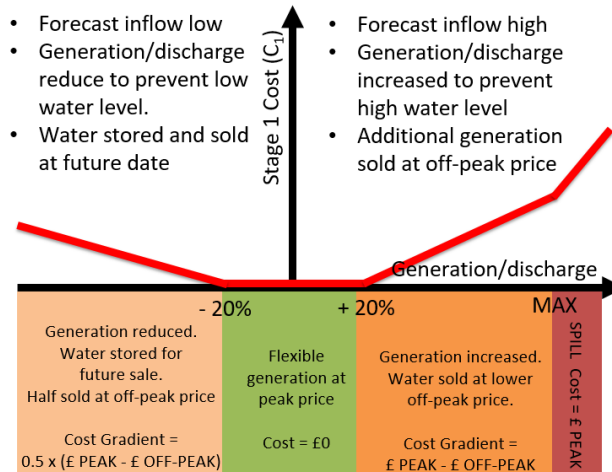 • Forecast inflow low
• Generation/discharge
reduce to prevent low
water level.
• Water stored and sold
at future date
Stage 1 Cost (C₁)
• Forecast inflow high
• Generation/discharge
increased to prevent
high water level
• Additional generation
sold at off-peak price
Generation/discharge
- 20%
+ 20%
MAX
Generation reduced.
Water stored for
future sale.
Half sold at off-peak price
Cost Gradient =
0.5 x (£ PEAK - £ OFF-PEAK)
Flexible
generation at
peak price
Cost = £0
Generation increased.
Water sold at lower
off-peak price.
Cost Gradient =
£ PEAK - £ OFF-PEAK
SPILL Cost = £ PEAK